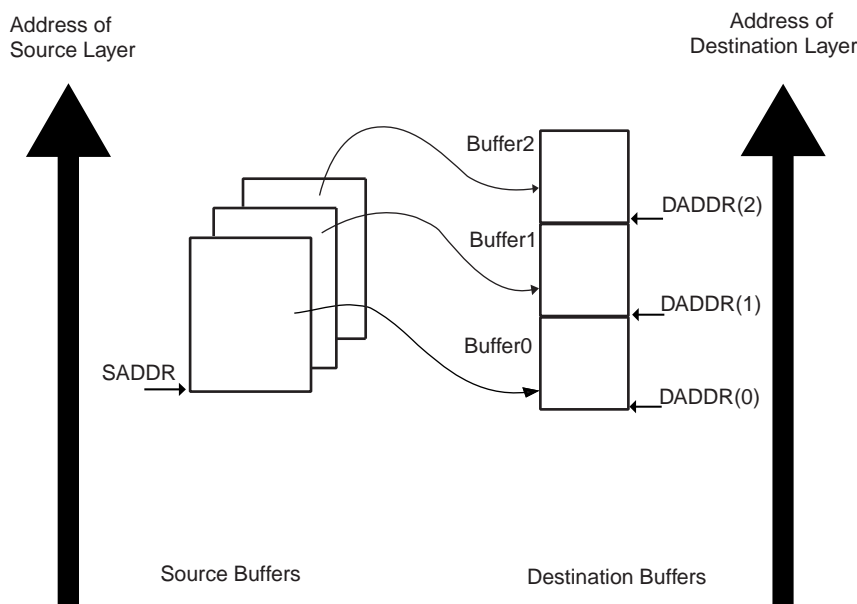 Address of
Source Layer
Address of
Destination Layer
Buffer2
DADDR(2)
Buffer1
DADDR(1)
Buffer0
SADDR
DADDR(0)
Source Buffers
Destination Buffers